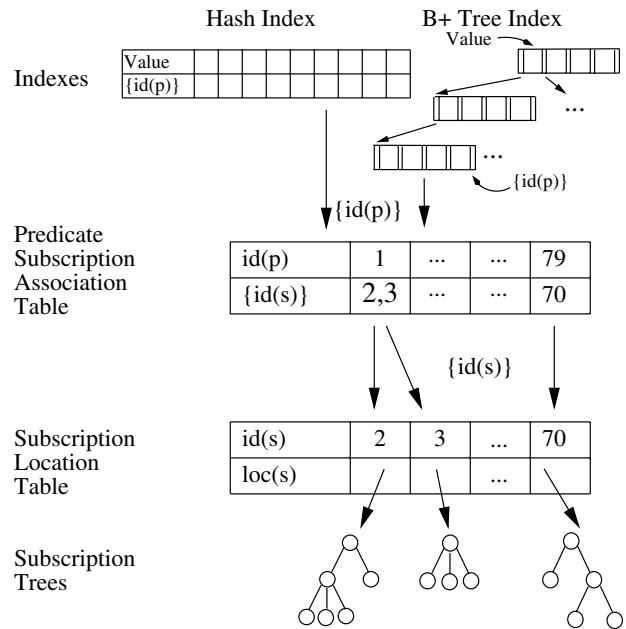 Hash Index
B+ Tree Index
Value
Indexes
Value
{id(p)}
...
...
{id(p)}
{id(p)}
Predicate
Subscription
Association
Table
id(p) 1 ... ... 79
{id(s)} 2,3 ... ... 70
{id(s)}
Subscription
Location
Table
id(s) 2 3 ... 70
loc(s) ...
Subscription
Trees